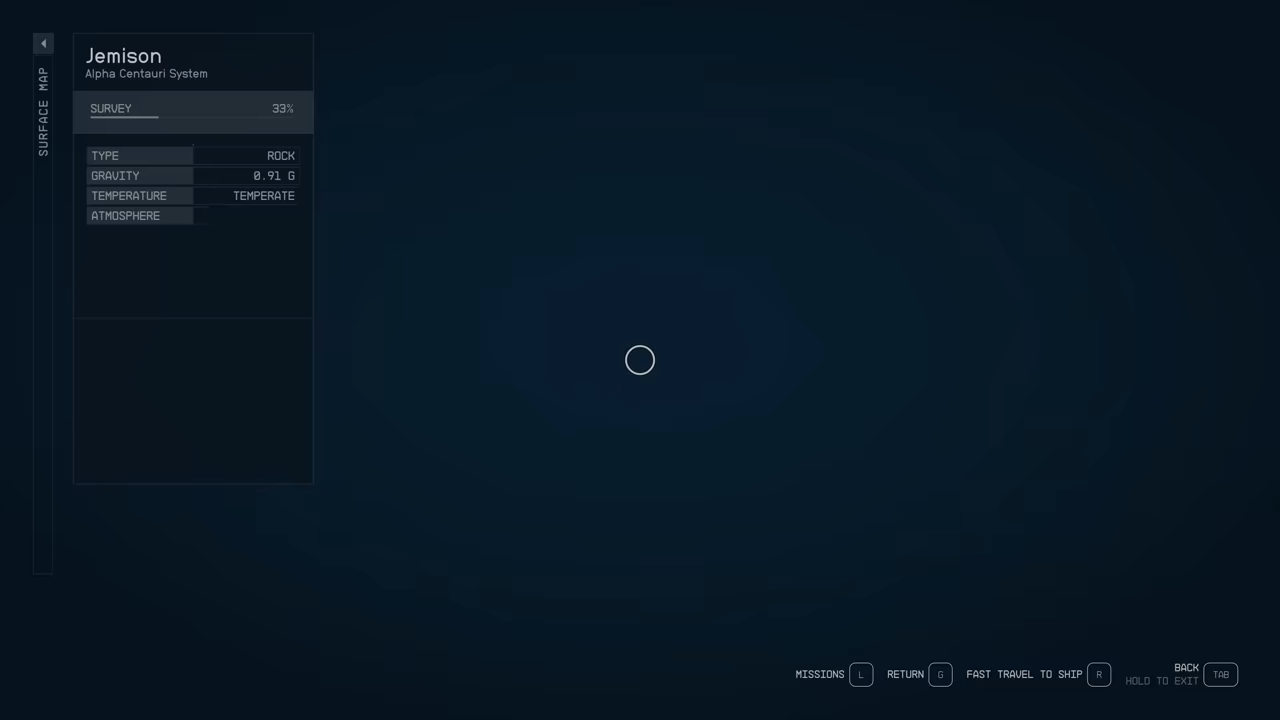 SURFACE MAP
Jemison
Alpha Centauri System
SURVEY 33%
TYPE ROCK
GRAVITY 0.91 G
TEMPERATURE TEMPERATE
ATMOSPHERE
MISSIONS L RETURN G FAST TRAVEL TO SHIP R BACK TAB
HOLD TO EXIT